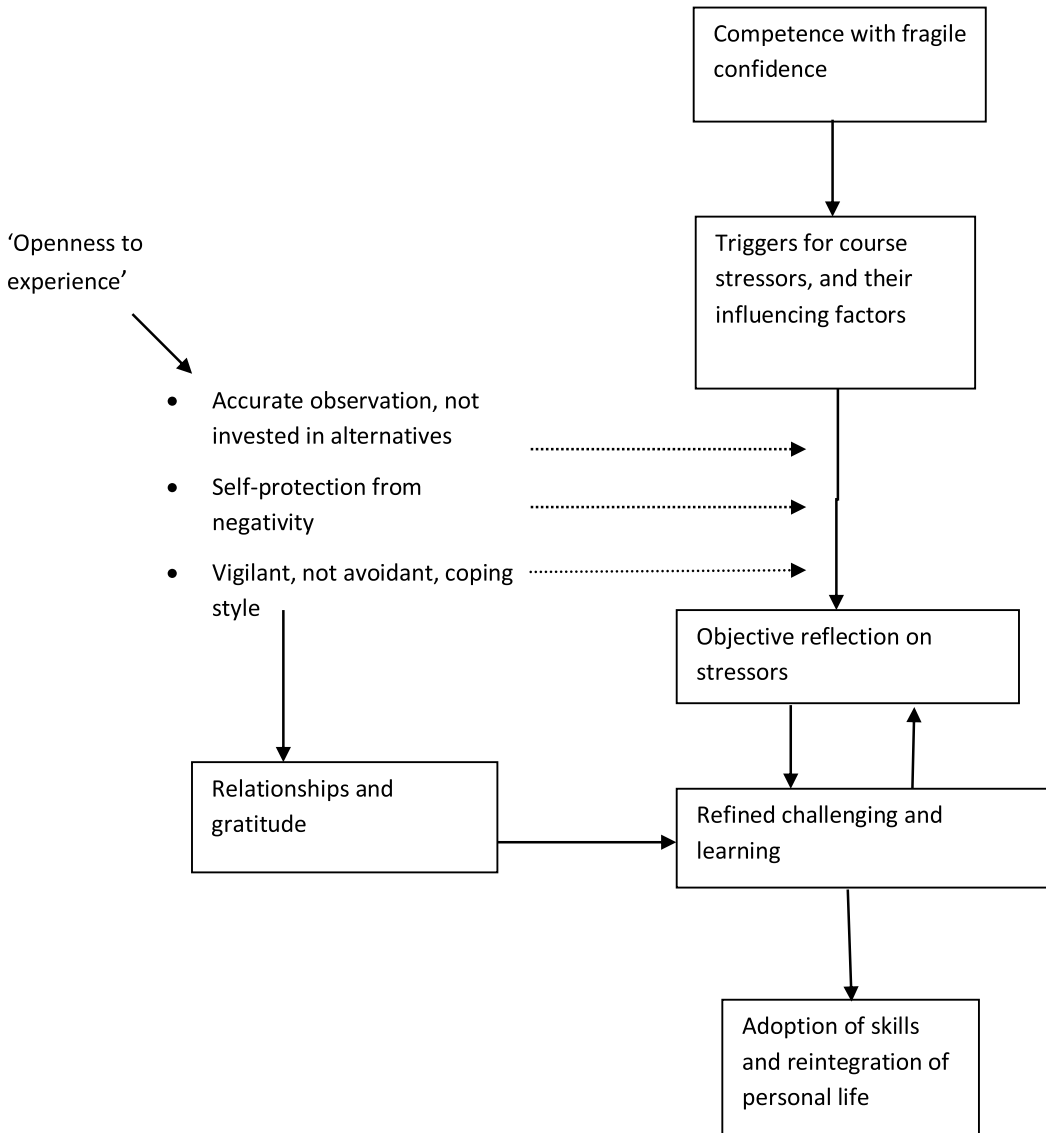 Competence with fragile
confidence
Triggers for course
stressors, and their
influencing factors
‘Openness to
experience’
• Accurate observation, not
invested in alternatives
• Self-protection from
negativity
• Vigilant, not avoidant, coping
style
Objective reflection on
stressors
Relationships and
gratitude
Refined challenging and
learning
Adoption of skills
and reintegration of
personal life